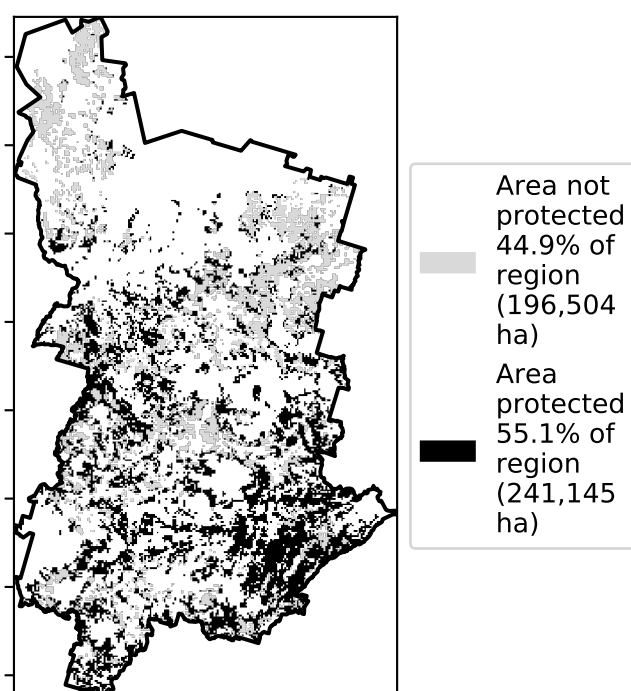 Area not
protected
44.9% of
region
(196,504
ha)
Area
protected
55.1% of
region
(241,145
ha)